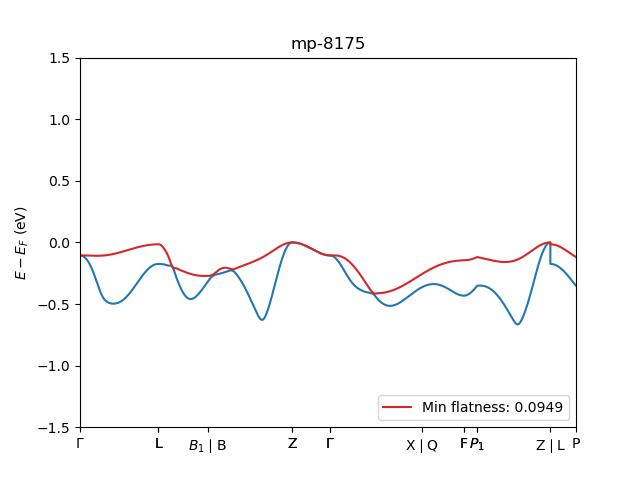 mp-8175
E − E_F (eV)
1.5
1.0
0.5
0.0
−0.5
−1.0
−1.5
Min flatness: 0.0949
Γ L B₁ | B Z Γ X | Q F P₁ Z | L P